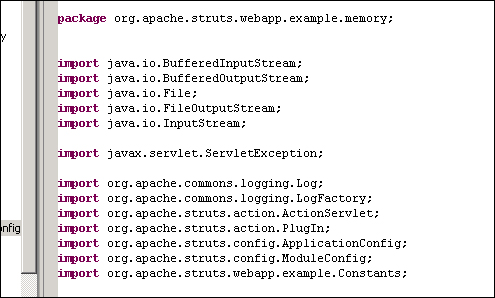 package org.apache.struts.webapp.example.memory;
import java.io.BufferedInputStream;
import java.io.BufferedOutputStream;
import java.io.File;
import java.io.FileOutputStream;
import java.io.InputStream;
import javax.servlet.ServletException;
import org.apache.commons.logging.Log;
import org.apache.commons.logging.LogFactory;
import org.apache.struts.action.ActionServlet;
import org.apache.struts.action.PlugIn;
import org.apache.struts.config.ApplicationConfig;
import org.apache.struts.config.ModuleConfig;
import org.apache.struts.webapp.example.Constants;
y
onfig